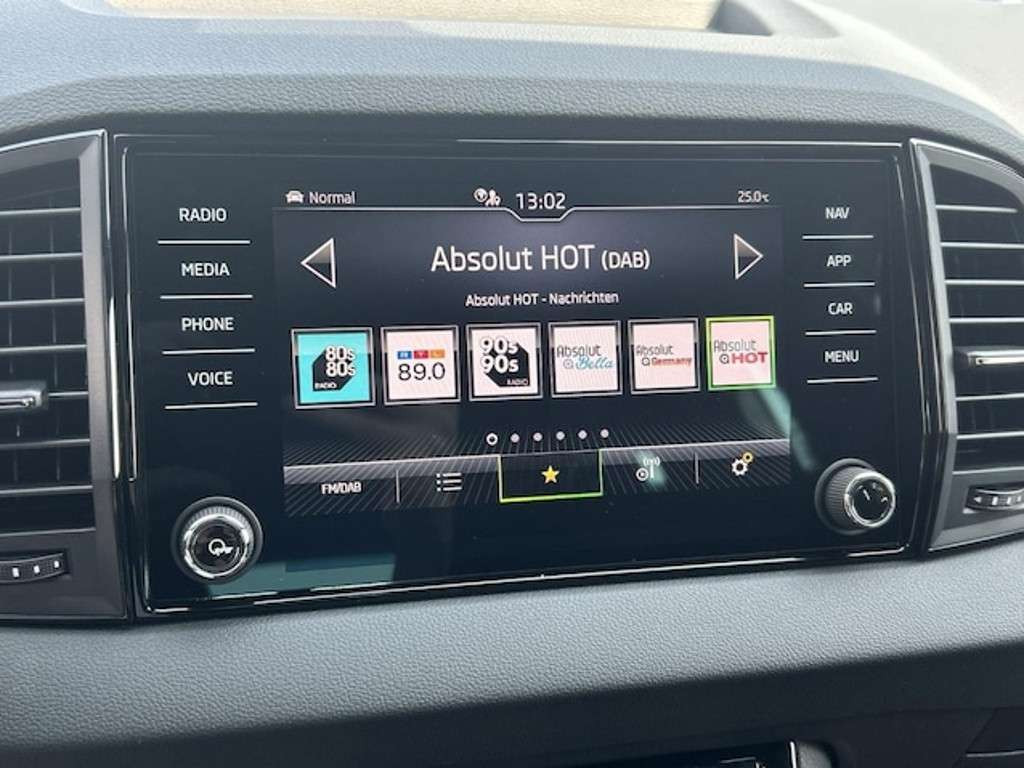 RADIO
MEDIA
PHONE
VOICE
Normal
13:02
25.0°C
Absolut HOT (DAB)
Absolut HOT - Nachrichten
80s
80s
RADIO
RTL
89.0
90s
90s
RADIO
Absolut
Bella
Absolut
Germany
Absolut
HOT
FM/DAB
NAV
APP
CAR
MENU